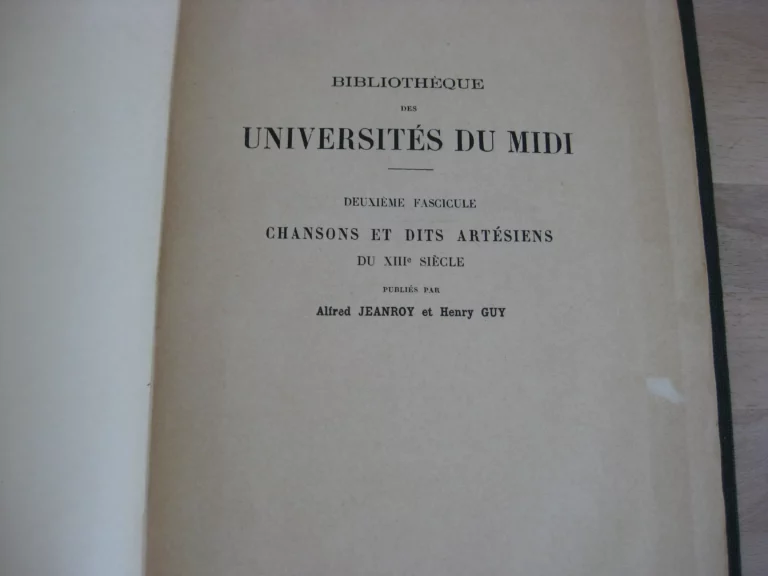 BIBLIOTHÈQUE
DES
UNIVERSITÉS DU MIDI
DEUXIÈME FASCICULE
CHANSONS ET DITS ARTÉSIENS
DU XIIIe SIÈCLE
PUBLIÉS PAR
Alfred JEANROY et Henry GUY